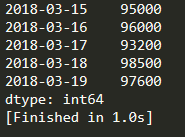 2018-03-15    95000
2018-03-16    96000
2018-03-17    93200
2018-03-18    98500
2018-03-19    97600
dtype: int64
[Finished in 1.0s]